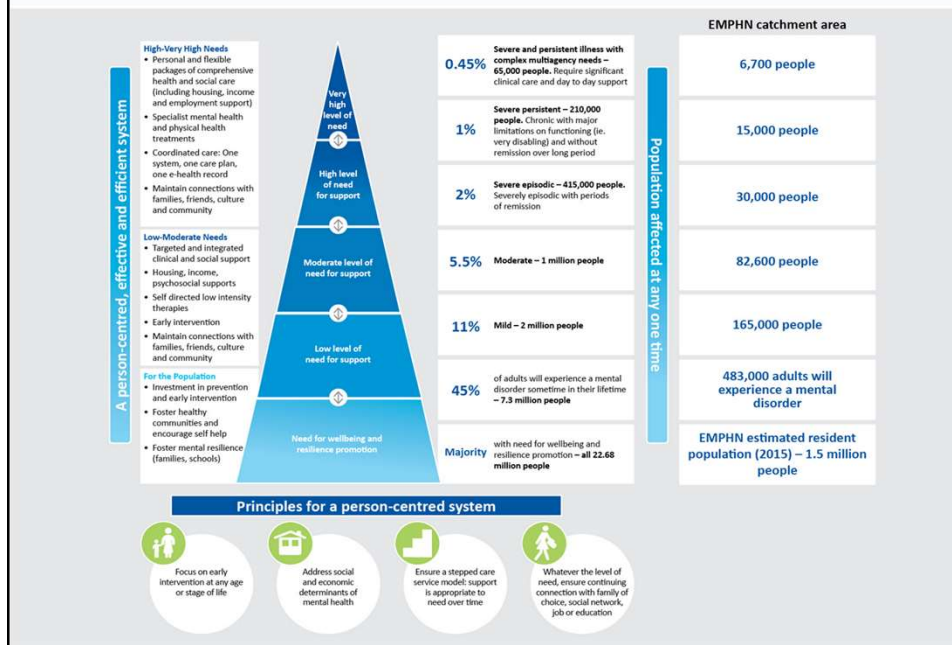 EMPHN catchment area
A person-centred, effective and efficient system
High-Very High Needs
• Personal and flexible
packages of comprehensive
health and social care
(including housing, income
and employment support)
• Specialist mental health
and physical health
treatments
• Coordinated care: One
system, one care plan,
one e-health record
• Maintain connections with
families, friends, culture
and community
Low-Moderate Needs
• Targeted and integrated
clinical and social support
• Housing, income,
psychosocial supports
• Self directed low intensity
therapies
• Early intervention
• Maintain connections with
families, friends, culture
and community
For the Population
• Investment in prevention
and early intervention
• Foster healthy
communities and
encourage self help
• Foster mental resilience
(families, schools)
Very
high
level of
need
High level
of need
for support
Moderate level of
need for support
Low level of
need for support
Need for wellbeing and
resilience promotion
0.45%
Severe and persistent illness with
complex multiagency needs –
65,000 people. Require significant
clinical care and day to day support
1%
Severe persistent – 210,000
people. Chronic with major
limitations on functioning (ie.
very disabling) and without
remission over long period
2%
Severe episodic – 415,000 people.
Severely episodic with periods
of remission
5.5%
Moderate – 1 million people
11%
Mild – 2 million people
45%
of adults will experience a mental
disorder sometime in their lifetime
– 7.3 million people
Majority
with need for wellbeing and
resilience promotion – all 22.68
million people
Population affected at any one time
6,700 people
15,000 people
30,000 people
82,600 people
165,000 people
483,000 adults will
experience a mental
disorder
EMPHN estimated resident
population (2015) – 1.5 million
people
Principles for a person-centred system
Focus on early
intervention at any age
or stage of life
Address social
and economic
determinants of
mental health
Ensure a stepped care
service model: support
is appropriate to
need over time
Whatever the level of
need, ensure continuing
connection with family of
choice, social network,
job or education